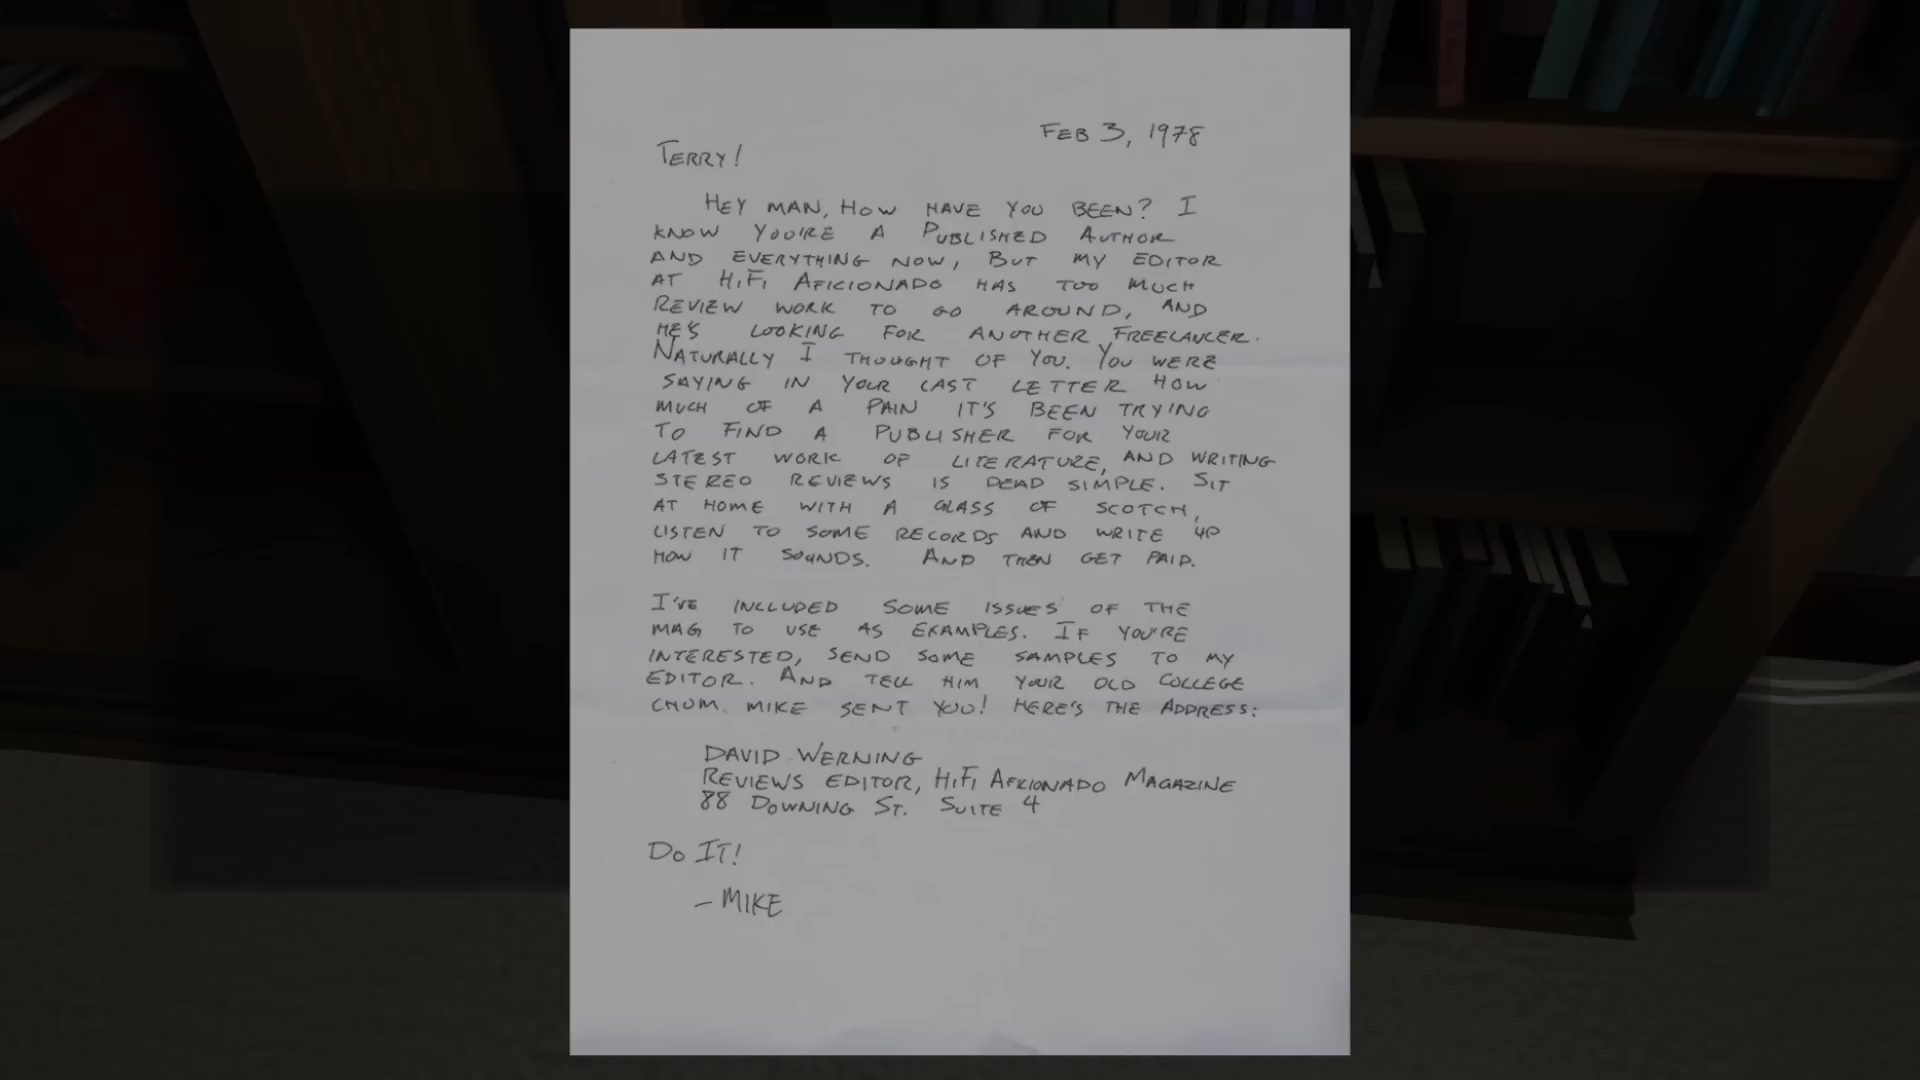 FEB 3, 1978
TERRY!
HEY MAN, HOW HAVE YOU BEEN? I
KNOW YOU'RE A PUBLISHED AUTHOR
AND EVERYTHING NOW, BUT MY EDITOR
AT HIFI AFICIONADO HAS TOO MUCH
REVIEW WORK TO GO AROUND, AND
HE'S LOOKING FOR ANOTHER FREELANCER.
NATURALLY I THOUGHT OF YOU. YOU WERE
SAYING IN YOUR LAST LETTER HOW
MUCH OF A PAIN IT'S BEEN TRYING
TO FIND A PUBLISHER FOR YOUR
LATEST WORK OF LITERATURE, AND WRITING
STEREO REVIEWS IS DEAD SIMPLE. SIT
AT HOME WITH A GLASS OF SCOTCH,
LISTEN TO SOME RECORDS AND WRITE UP
HOW IT SOUNDS. AND THEN GET PAID.
I'VE INCLUDED SOME ISSUES OF THE
MAG TO USE AS EXAMPLES. IF YOU'RE
INTERESTED, SEND SOME SAMPLES TO MY
EDITOR. AND TELL HIM YOUR OLD COLLEGE
CHUM MIKE SENT YOU! HERE'S THE ADDRESS:
DAVID WERNING
REVIEWS EDITOR, HIFI AFICIONADO MAGAZINE
88 DOWNING ST. SUITE 4
DO IT!
- MIKE